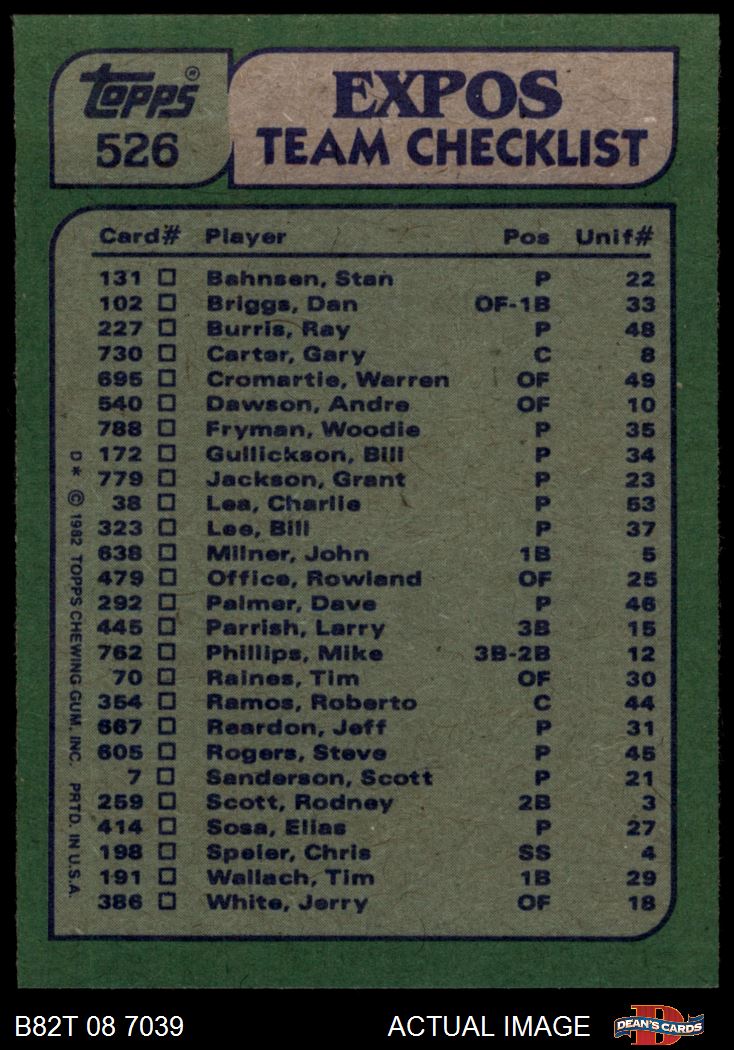 Topps®
526
EXPOS
TEAM CHECKLIST
Card# Player Pos Unif#
131 Bahnsen, Stan P 22
102 Briggs, Dan OF-1B 33
227 Burris, Ray P 48
730 Carter, Gary C 8
695 Cromartie, Warren OF 49
540 Dawson, Andre OF 10
788 Fryman, Woodie P 35
172 Gullickson, Bill P 34
779 Jackson, Grant P 23
38 Lea, Charlie P 53
323 Lee, Bill P 37
638 Milner, John 1B 5
479 Office, Rowland OF 25
292 Palmer, Dave P 46
445 Parrish, Larry 3B 15
762 Phillips, Mike 3B-2B 12
70 Raines, Tim OF 30
354 Ramos, Roberto C 44
667 Reardon, Jeff P 31
605 Rogers, Steve P 45
7 Sanderson, Scott P 21
259 Scott, Rodney 2B 3
414 Sosa, Elias P 27
198 Speier, Chris SS 4
191 Wallach, Tim 1B 29
386 White, Jerry OF 18
D* © 1982 TOPPS CHEWING GUM, INC. PRTD. IN U.S.A.
B82T 08 7039 ACTUAL IMAGE
D
DEAN'S CARDS